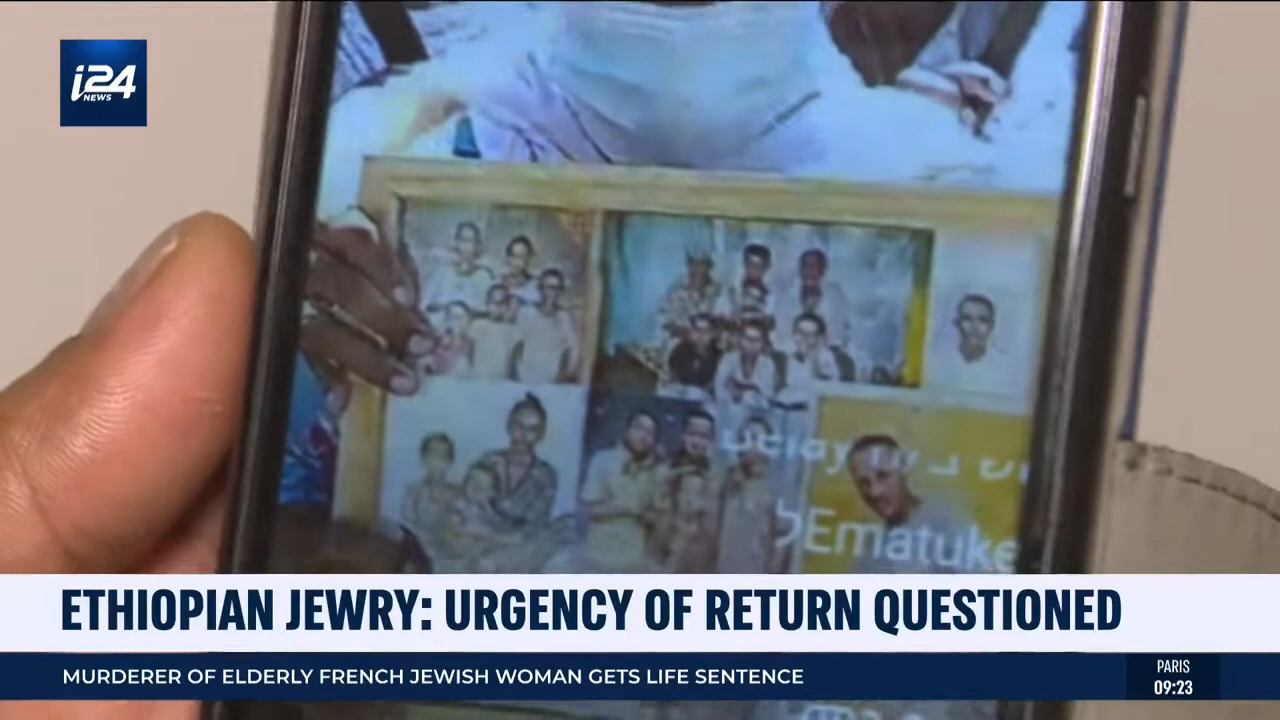 i24
NEWS
לEmatuke
ETHIOPIAN JEWRY: URGENCY OF RETURN QUESTIONED
MURDERER OF ELDERLY FRENCH JEWISH WOMAN GETS LIFE SENTENCE
PARIS
09:23